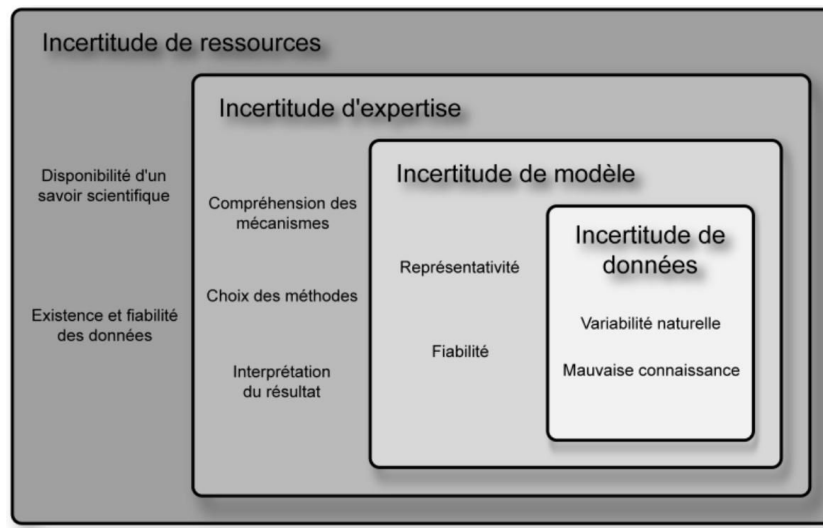 Incertitude de ressources
Disponibilité d'un
savoir scientifique
Existence et fiabilité
des données
Incertitude d'expertise
Compréhension des
mécanismes
Choix des méthodes
Interprétation
du résultat
Incertitude de modèle
Représentativité
Fiabilité
Incertitude de
données
Variabilité naturelle
Mauvaise connaissance